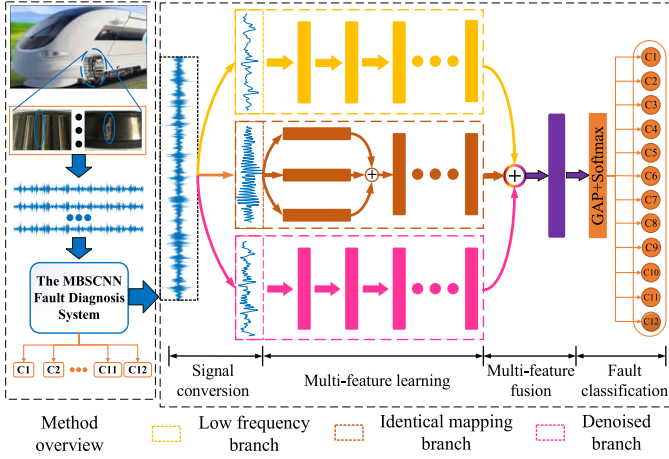 The MBSCNN
Fault Diagnosis
System
C1 C2 C11 C12
+
+
GAP+Softmax
C1
C2
C3
C4
C5
C6
C7
C8
C9
C10
C11
C12
Signal
conversion
Multi-feature learning
Multi-feature
fusion
Fault
classification
Method
overview
Low frequency
branch
Identical mapping
branch
Denoised
branch